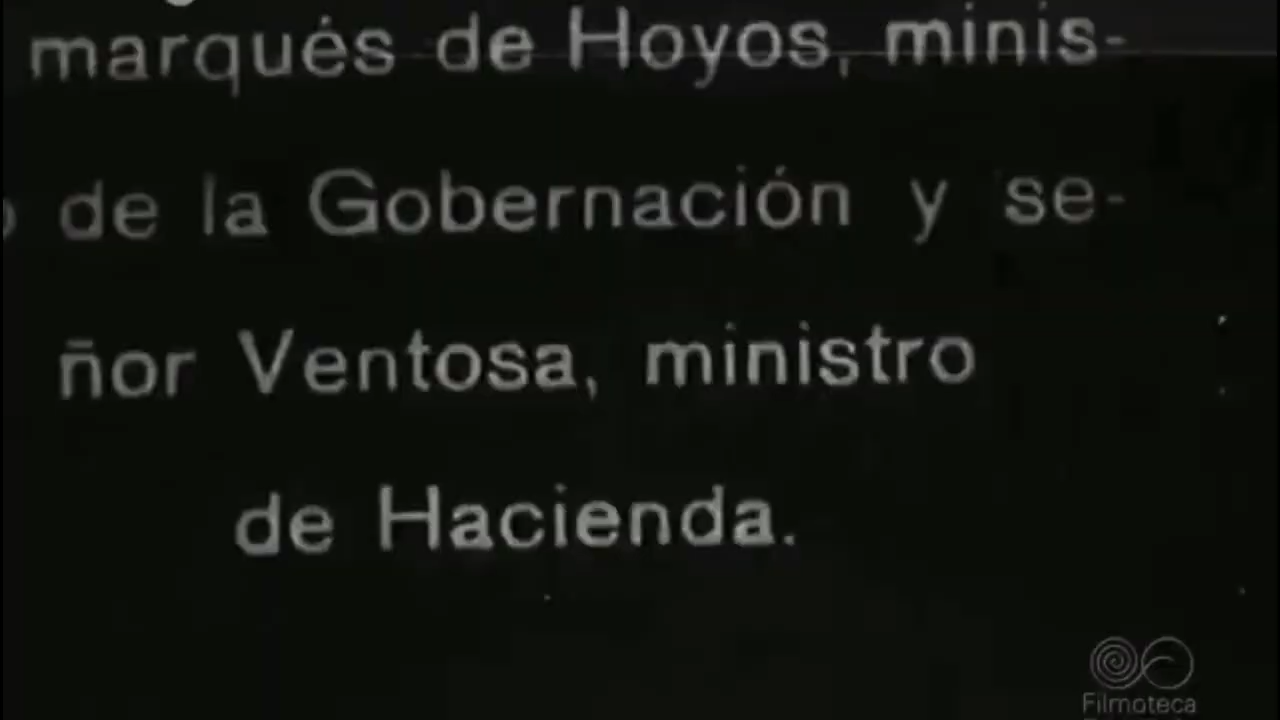 marqués de Hoyos, minis-
o de la Gobernación y se-
ñor Ventosa, ministro
de Hacienda.
Filmoteca